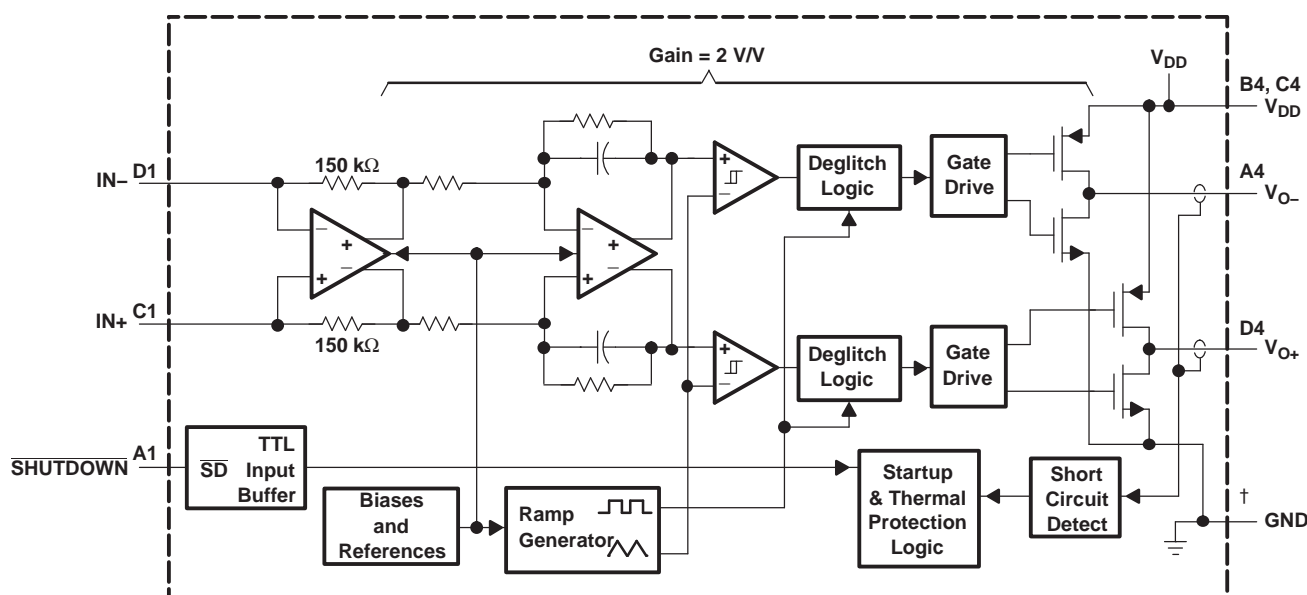 Gain = 2 V/V
VDD
B4, C4
VDD
150 kΩ
IN– D1
Deglitch
Logic
Gate
Drive
A4
VO–
+
–
–
+
–
+
–
+
–
+
IN+ C1
150 kΩ
+
–
Deglitch
Logic
Gate
Drive
D4
VO+
SHUTDOWN A1
SD
TTL
Input
Buffer
Biases
and
References
Ramp
Generator
Startup
& Thermal
Protection
Logic
Short
Circuit
Detect
†
GND